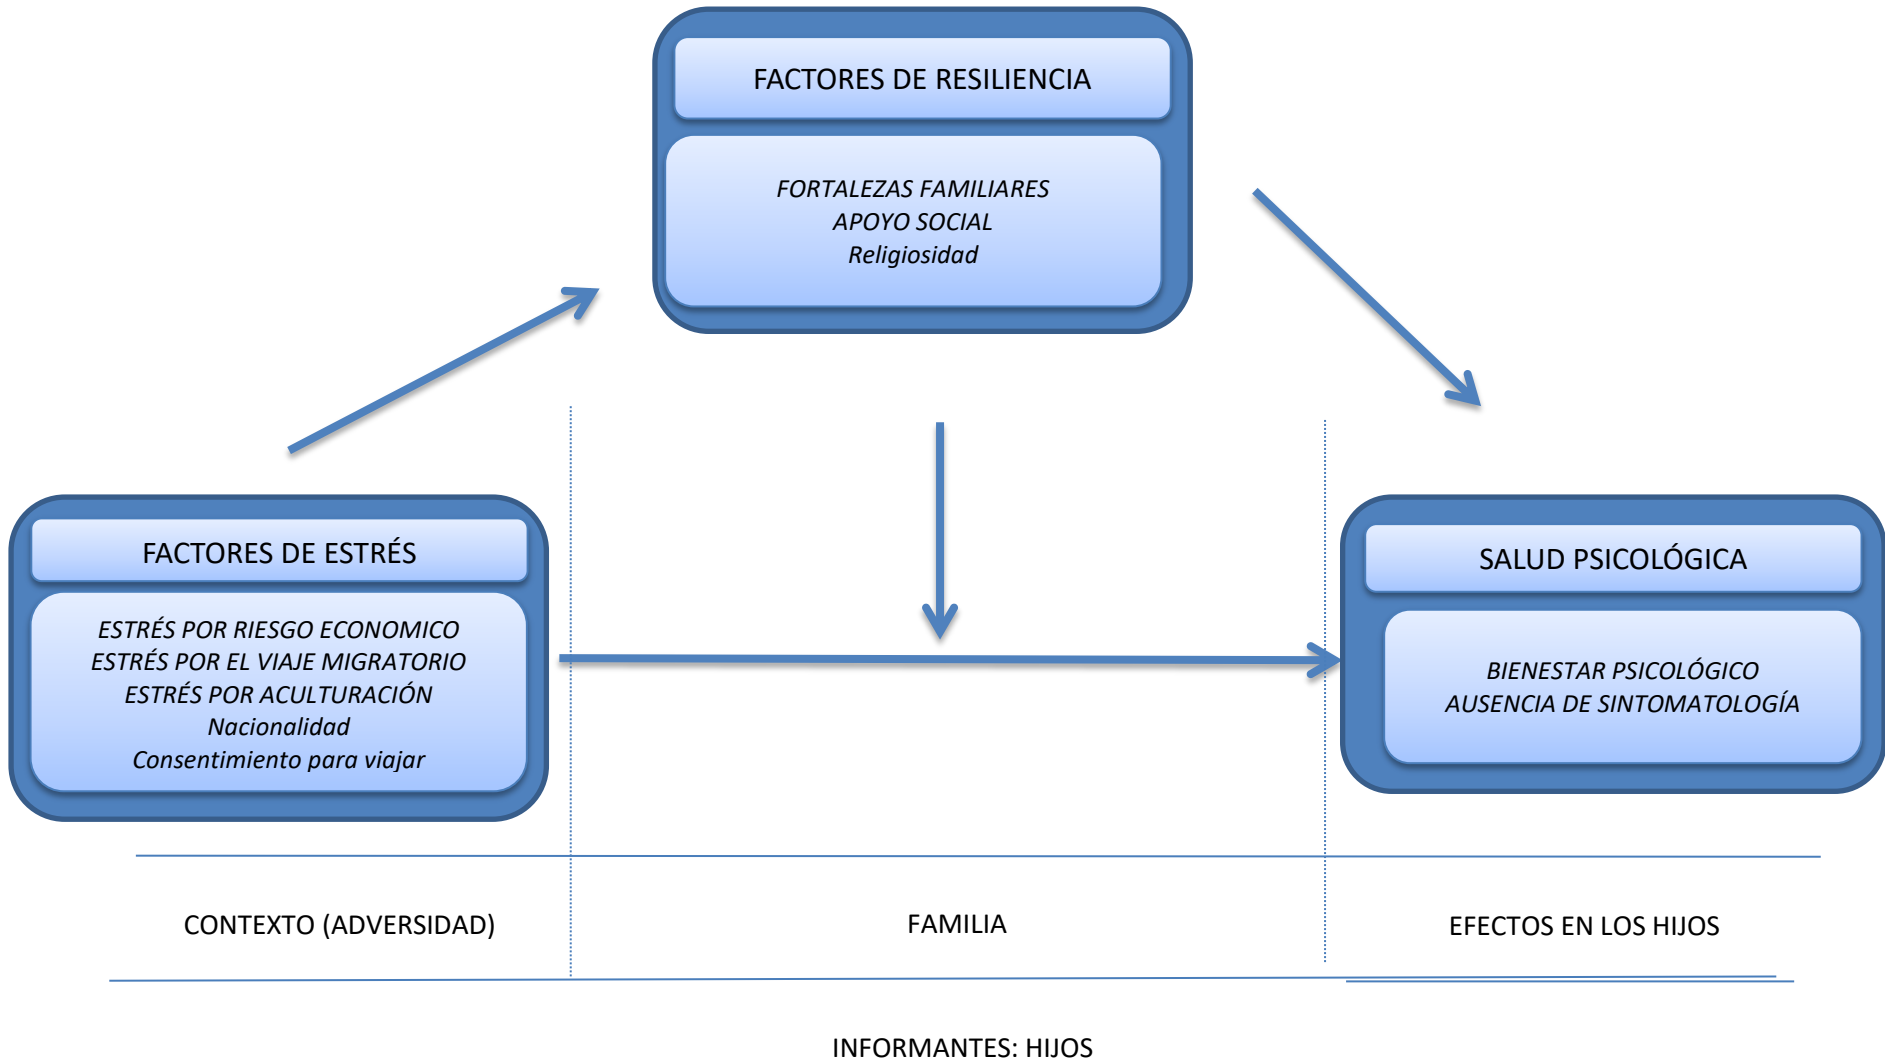 FACTORES DE RESILIENCIA
FORTALEZAS FAMILIARES
APOYO SOCIAL
Religiosidad
FACTORES DE ESTRÉS
ESTRÉS POR RIESGO ECONOMICO
ESTRÉS POR EL VIAJE MIGRATORIO
ESTRÉS POR ACULTURACIÓN
Nacionalidad
Consentimiento para viajar
SALUD PSICOLÓGICA
BIENESTAR PSICOLÓGICO
AUSENCIA DE SINTOMATOLOGÍA
CONTEXTO (ADVERSIDAD)
FAMILIA
EFECTOS EN LOS HIJOS
INFORMANTES: HIJOS